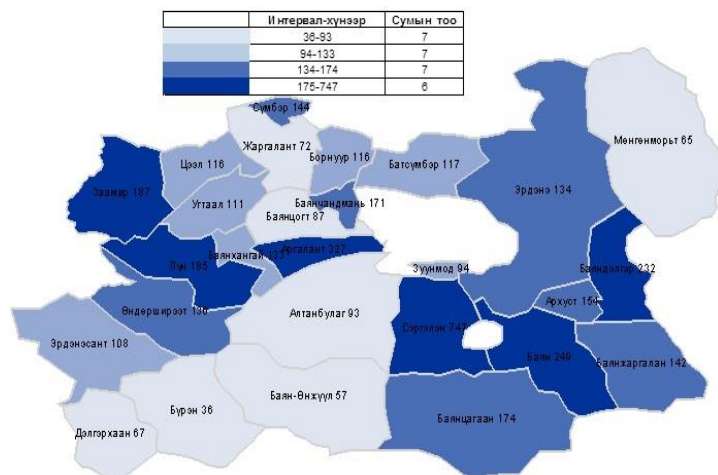 Интервал-хүнээр Сумын тоо
36-93 7
94-133 7
134-174 7
175-747 6
Сүмбэр 144
Жаргалант 72
Мөнгөнморьт 65
Цээл 116
Борнуур 116
Батсүмбэр 117
Заамар 187
Эрдэнэ 134
Угтаал 111
Баянчандмань 171
Баянцогт 87
Аргалант 327
Баянхангай 133
Зуунмод 94
Баяндэлгэр 232
Лүн 185
Архуст 154
Өндөрширээт 136
Алтанбулаг 93
Сэргэлэн 747
Эрдэнэсант 108
Баян 249
Баянжаргалан 142
Бүрэн 36
Баян-Өнжүүл 57
Баянцагаан 174
Дэлгэрхаан 67